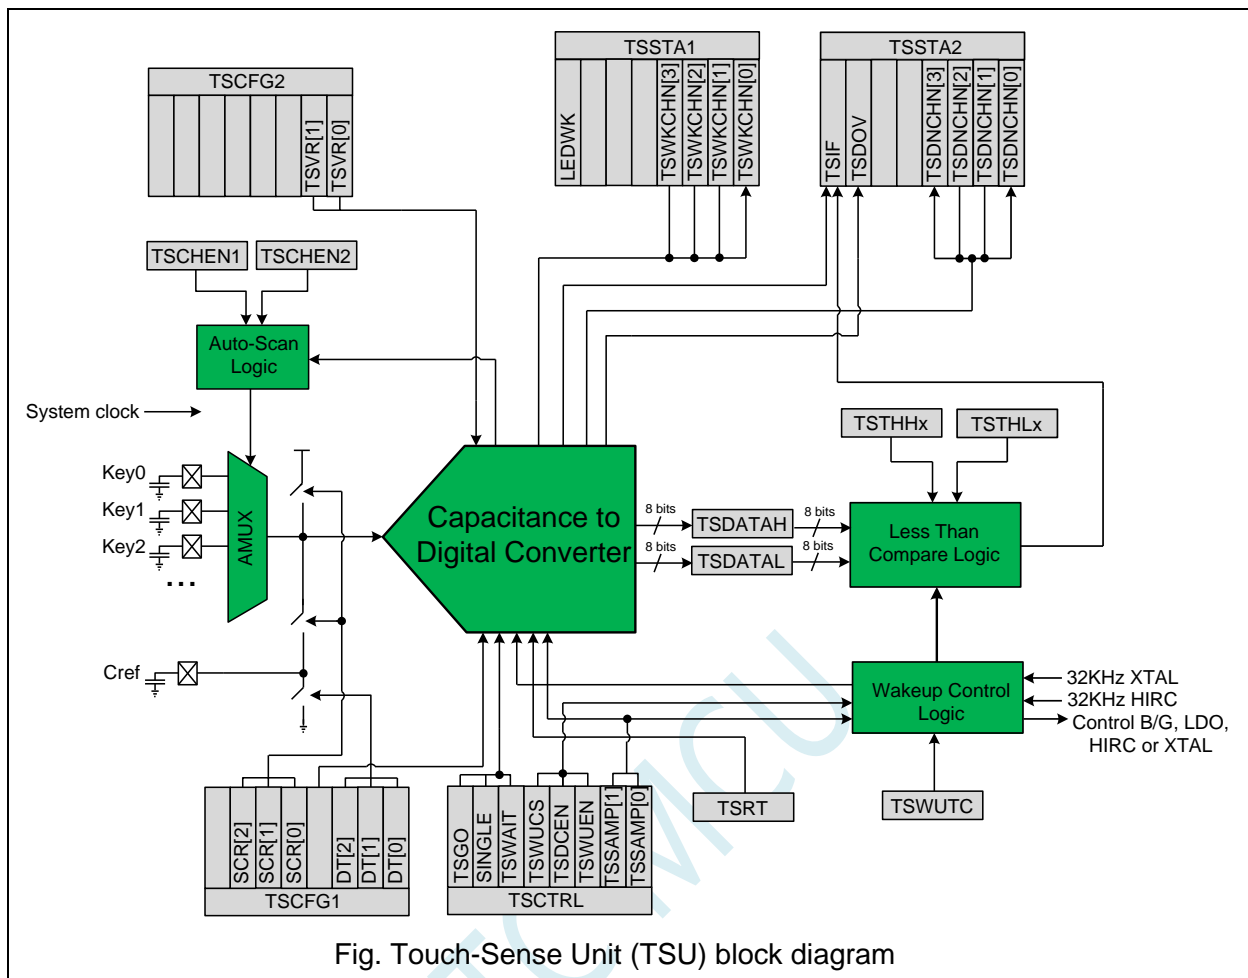 TSSTA1
LEDWK
TSWKCHN[3]
TSWKCHN[2]
TSWKCHN[1]
TSWKCHN[0]
TSSTA2
TSIF
TSDOV
TSDNCHN[3]
TSDNCHN[2]
TSDNCHN[1]
TSDNCHN[0]
TSCFG2
TSVR[1]
TSVR[0]
TSCHEN1
TSCHEN2
Auto-Scan
Logic
System clock
Key0
Key1
Key2
...
AMUX
Cref
Capacitance to
Digital Converter
8 bits
8 bits
TSDATAH
TSDATAL
8 bits
8 bits
TSTHHx
TSTHLx
Less Than
Compare Logic
Wakeup Control
Logic
32KHz XTAL
32KHz HIRC
Control B/G, LDO,
HIRC or XTAL
TSWUTC
TSRT
SCR[2]
SCR[1]
SCR[0]
DT[2]
DT[1]
DT[0]
TSCFG1
TSGO
SINGLE
TSWAIT
TSWUCS
TSDCEN
TSWUEN
TSSAMP[1]
TSSAMP[0]
TSCTRL
Fig. Touch-Sense Unit (TSU) block diagram
MCU